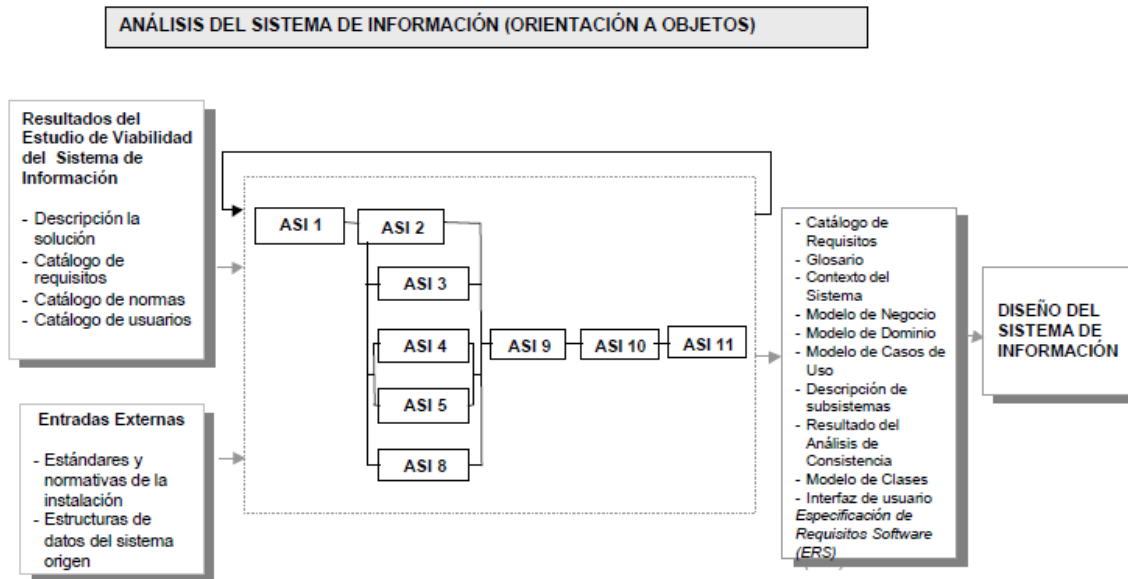 ANÁLISIS DEL SISTEMA DE INFORMACIÓN (ORIENTACIÓN A OBJETOS)
Resultados del
Estudio de Viabilidad
del Sistema de
Información
- Descripción la
solución
- Catálogo de
requisitos
- Catálogo de normas
- Catálogo de usuarios
Entradas Externas
- Estándares y
normativas de la
instalación
- Estructuras de
datos del sistema
origen
ASI 1
ASI 2
ASI 3
ASI 4
ASI 5
ASI 8
ASI 9
ASI 10
ASI 11
- Catálogo de
Requisitos
- Glosario
- Contexto del
Sistema
- Modelo de Negocio
- Modelo de Dominio
- Modelo de Casos de
Uso
- Descripción de
subsistemas
- Resultado del
Análisis de
Consistencia
- Modelo de Clases
- Interfaz de usuario
Especificación de
Requisitos Software
(ERS)
DISEÑO DEL
SISTEMA DE
INFORMACIÓN